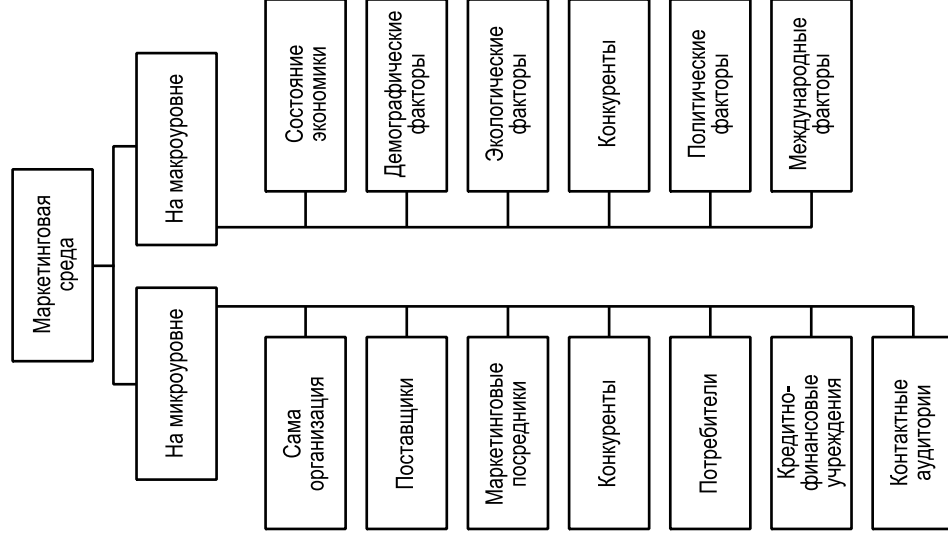 Маркетинговая
среда
На микроуровне
На макроуровне
Сама
организация
Поставщики
Маркетинговые
посредники
Конкуренты
Потребители
Кредитно-
финансовые
учреждения
Контактные
аудитории
Состояние
экономики
Демографические
факторы
Экологические
факторы
Конкуренты
Политические
факторы
Международные
факторы